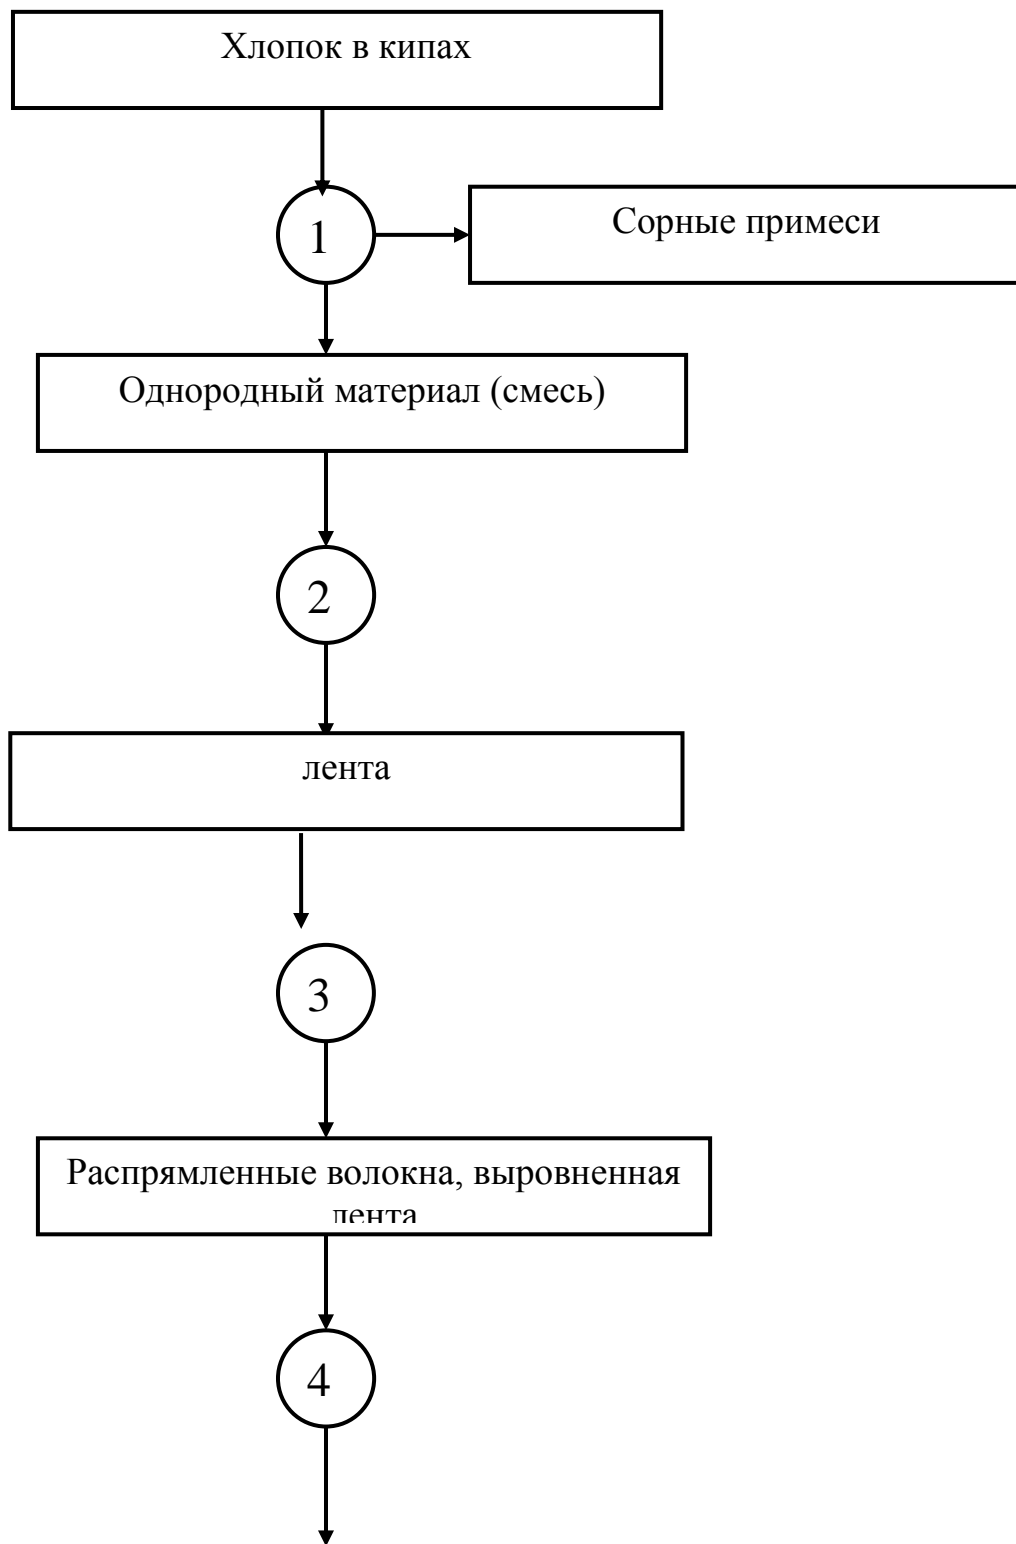 Хлопок в кипах
1
Сорные примеси
Однородный материал (смесь)
2
лента
3
Распрямленные волокна, выровненная
лента
4